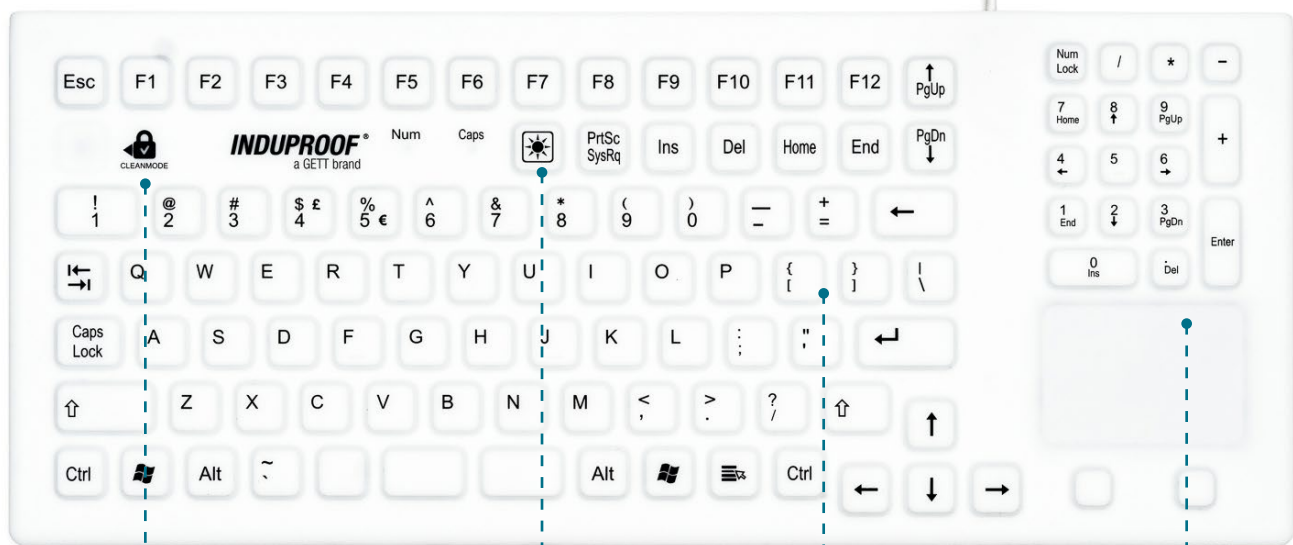 Esc F1 F2 F3 F4 F5 F6 F7 F8 F9 F10 F11 F12 ↑ PgUp
CLEANMODE
INDUPROOF®
a GETT brand
Num Caps
PrtSc
SysRq
Ins Del Home End
PgDn ↓
! @ # $ £ % ^ & * ( ) — +
1 2 3 4 5 € 6 7 8 9 0 – = ←
Q W E R T Y U I O P { } |
[ ] \
Caps
Lock
A S D F G H J K L : "
; ' ↵
⇧ Z X C V B N M < > ? ⇧
, . /
Ctrl Alt ~ Alt Ctrl
`
↑
← ↓ →
Num
Lock
/ * −
7 8 9
Home ↑ PgUp
+
4 5 6
← →
1 2 3
End ↓ PgDn
Enter
0 .
Ins Del